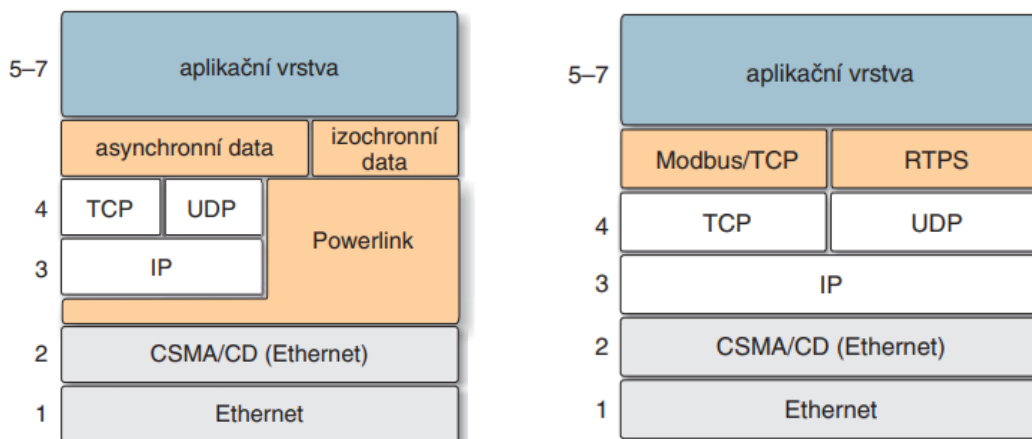 5–7
aplikační vrstva
asynchronní data
izochronní
data
4
TCP
UDP
Powerlink
3
IP
2
CSMA/CD (Ethernet)
1
Ethernet
5–7
aplikační vrstva
Modbus/TCP
RTPS
4
TCP
UDP
3
IP
2
CSMA/CD (Ethernet)
1
Ethernet